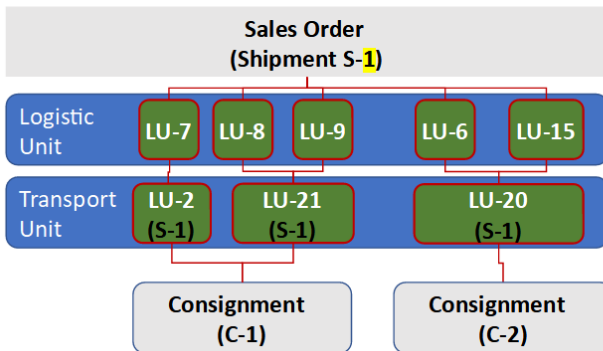 Sales Order
(Shipment S-1)
Logistic
Unit
LU-7
LU-8
LU-9
LU-6
LU-15
Transport
Unit
LU-2
(S-1)
LU-21
(S-1)
LU-20
(S-1)
Consignment
(C-1)
Consignment
(C-2)